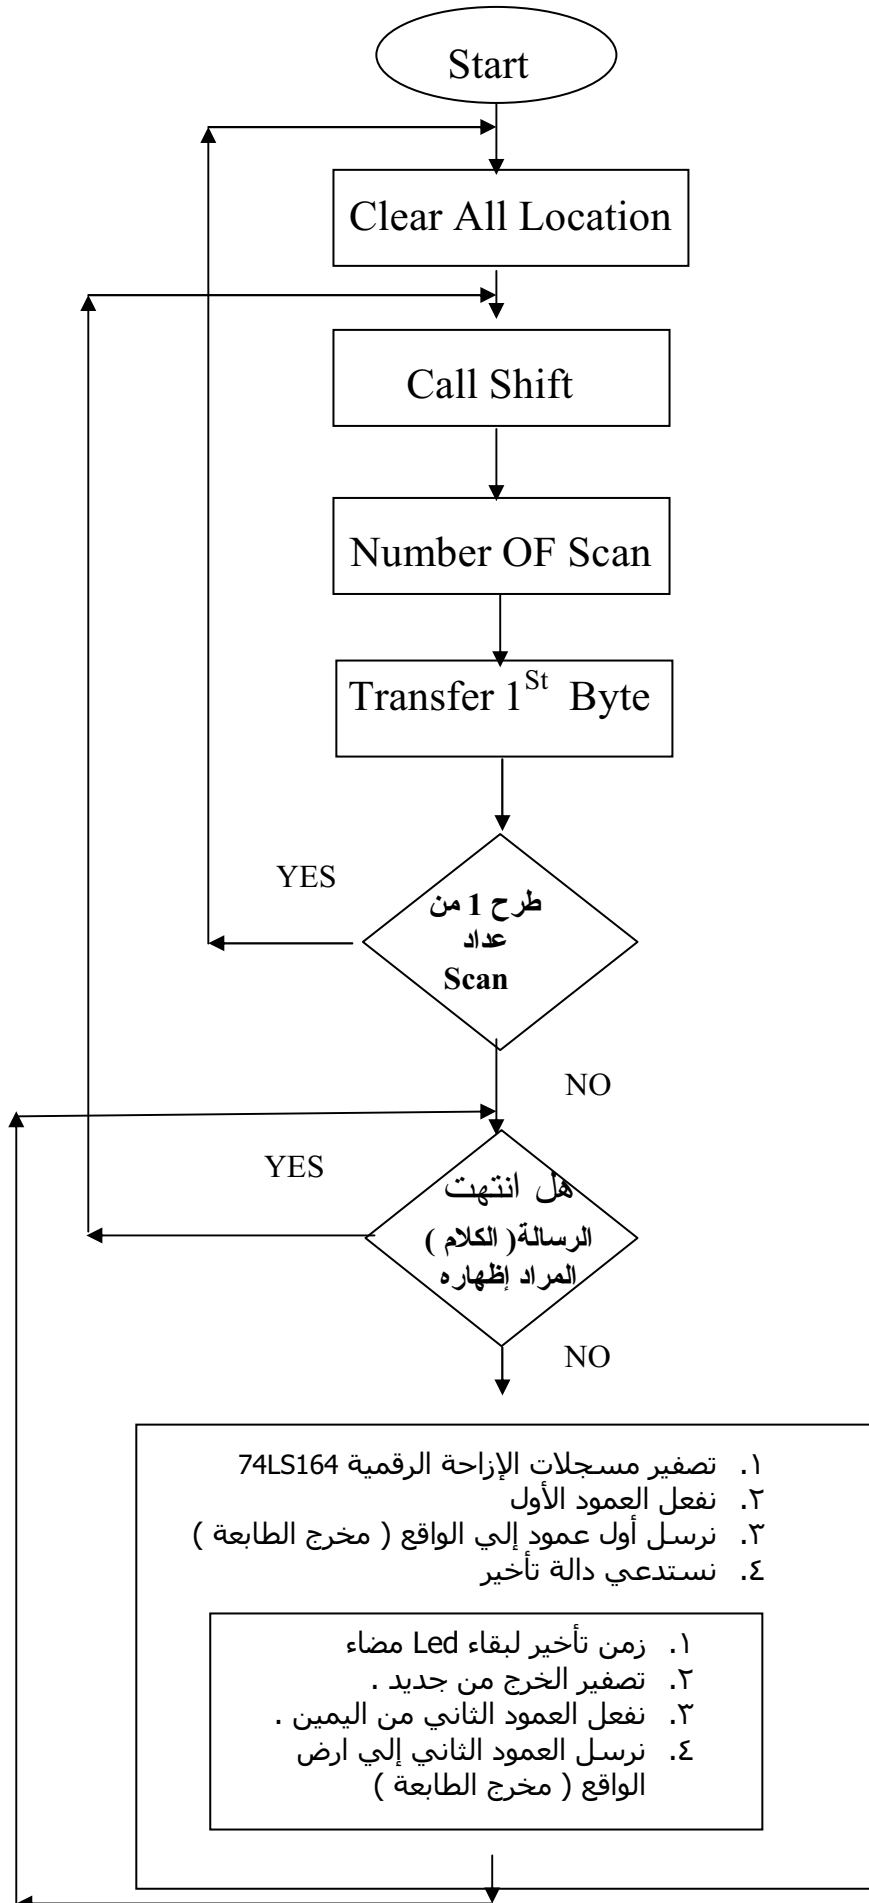 Start
Clear All Location
Call Shift
Number OF Scan
Transfer 1St Byte
YES
طرح 1 من
عداد
Scan
NO
YES
هل انتهت
الرسالة( الكلام )
المراد إظهاره
NO
١. تصفير مسجلات الإزاحة الرقمية 74LS164
٢. نفعل العمود الأول
٣. نرسل أول عمود إلي الواقع ( مخرج الطابعة )
٤. نستدعي دالة تأخير
١. زمن تأخير لبقاء Led مضاء
٢. تصفير الخرج من جديد .
٣. نفعل العمود الثاني من اليمين .
٤. نرسل العمود الثاني إلي ارض
الواقع ( مخرج الطابعة )